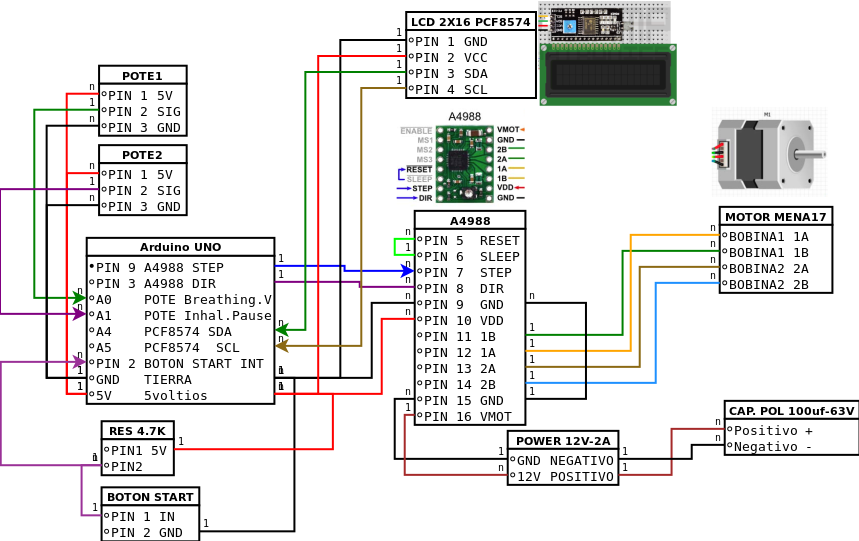 LCD 2X16 PCF8574
PIN 1 GND
PIN 2 VCC
PIN 3 SDA
PIN 4 SCL
1
1
1
1
POTE1
PIN 1 5V
PIN 2 SIG
PIN 3 GND
n
1
n
POTE2
PIN 1 5V
PIN 2 SIG
PIN 3 GND
n
1
n
A4988
ENABLE
MS1
MS2
MS3
RESET
SLEEP
STEP
DIR
VMOT
GND
2B
2A
1A
1B
VDD
GND
M1
Arduino UNO
PIN 9 A4988 STEP
PIN 3 A4988 DIR
A0 POTE Breathing.V
A1 POTE Inhal.Pause
A4 PCF8574 SDA
A5 PCF8574 SCL
PIN 2 BOTON START INT
GND TIERRA
5V 5voltios
n
n
n
1
1
1
1
n
n
A4988
PIN 5 RESET
PIN 6 SLEEP
PIN 7 STEP
PIN 8 DIR
PIN 9 GND
PIN 10 VDD
PIN 11 1B
PIN 12 1A
PIN 13 2A
PIN 14 2B
PIN 15 GND
PIN 16 VMOT
n
1
n
n
n
n
n
1
n
1
1
1
1
1
MOTOR MENA17
BOBINA1 1A
BOBINA1 1B
BOBINA2 2A
BOBINA2 2B
n
n
n
n
RES 4.7K
PIN1 5V
PIN2
1
BOTON START
PIN 1 IN
PIN 2 GND
1
1
POWER 12V-2A
GND NEGATIVO
12V POSITIVO
1
n
1
1
CAP. POL 100uf-63V
Positivo +
Negativo -
n
n